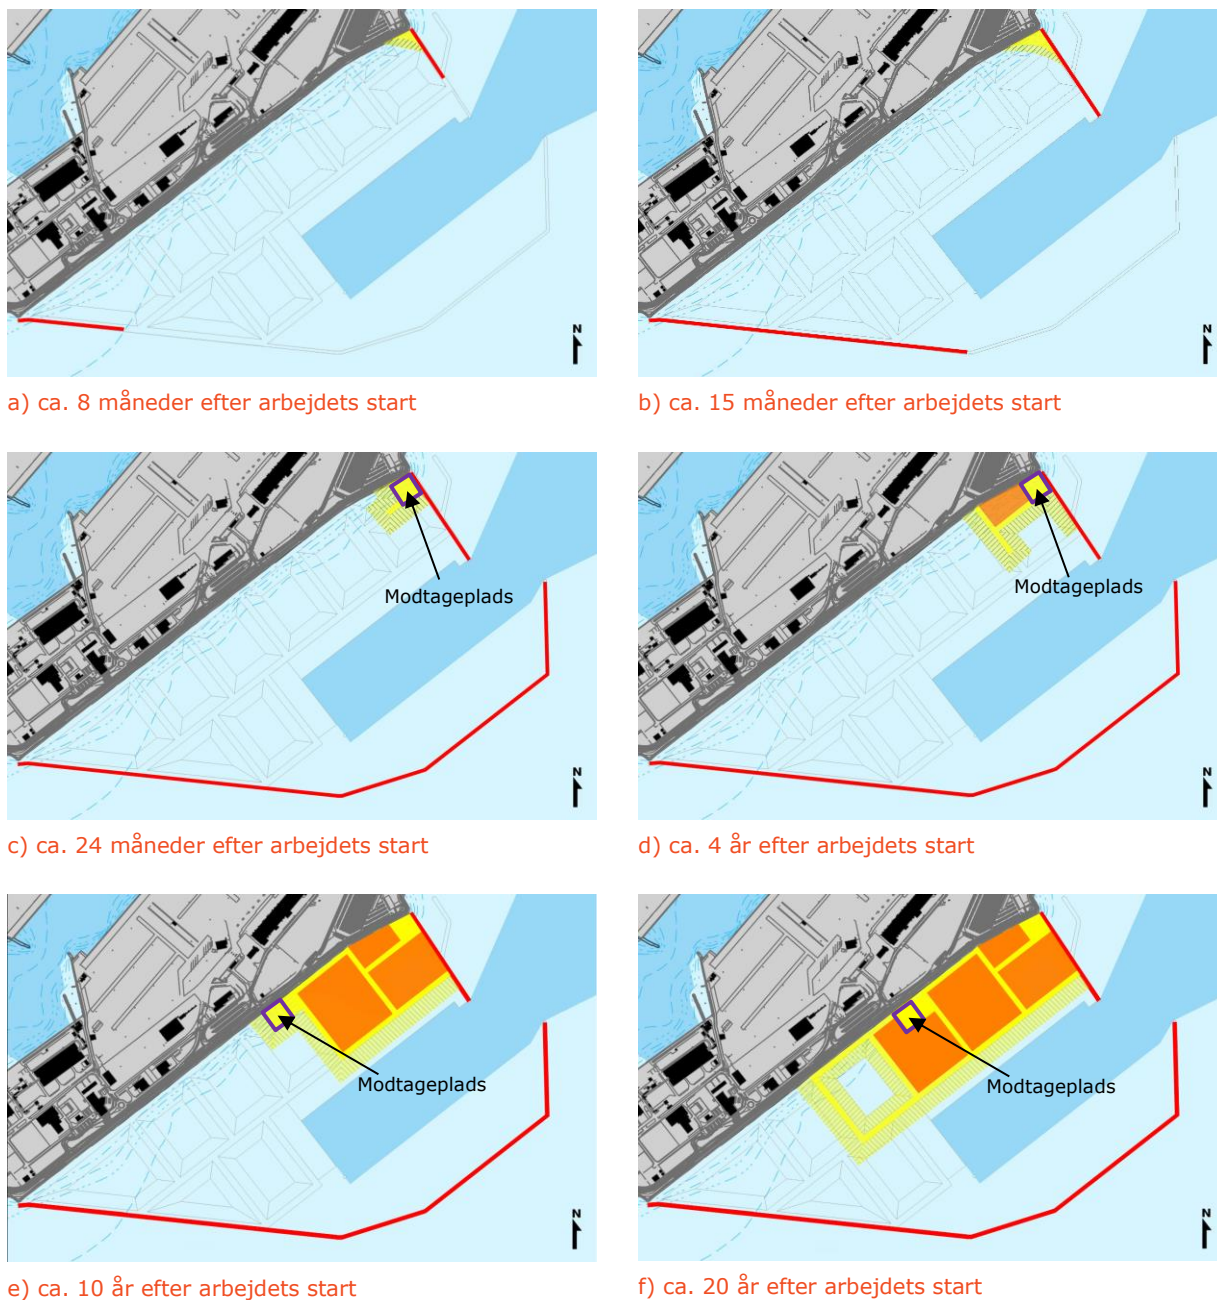 N
N
a) ca. 8 måneder efter arbejdets start
b) ca. 15 måneder efter arbejdets start
Modtageplads
Modtageplads
N
N
c) ca. 24 måneder efter arbejdets start
d) ca. 4 år efter arbejdets start
Modtageplads
Modtageplads
N
N
e) ca. 10 år efter arbejdets start
f) ca. 20 år efter arbejdets start